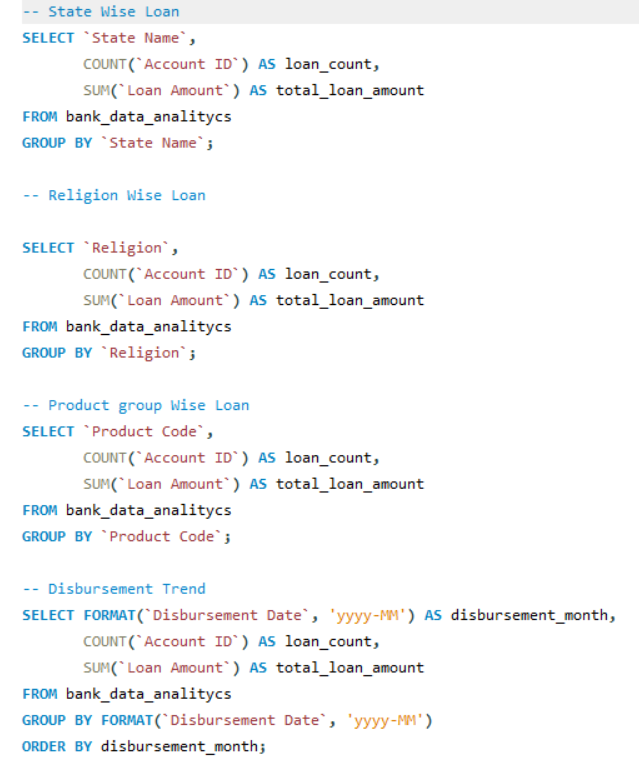 -- State Wise Loan
SELECT `State Name`,
       COUNT(`Account ID`) AS loan_count,
       SUM(`Loan Amount`) AS total_loan_amount
FROM bank_data_analitycs
GROUP BY `State Name`;

-- Religion Wise Loan

SELECT `Religion`,
       COUNT(`Account ID`) AS loan_count,
       SUM(`Loan Amount`) AS total_loan_amount
FROM bank_data_analitycs
GROUP BY `Religion`;

-- Product group Wise Loan
SELECT `Product Code`,
       COUNT(`Account ID`) AS loan_count,
       SUM(`Loan Amount`) AS total_loan_amount
FROM bank_data_analitycs
GROUP BY `Product Code`;

-- Disbursement Trend
SELECT FORMAT(`Disbursement Date`, 'yyyy-MM') AS disbursement_month,
       COUNT(`Account ID`) AS loan_count,
       SUM(`Loan Amount`) AS total_loan_amount
FROM bank_data_analitycs
GROUP BY FORMAT(`Disbursement Date`, 'yyyy-MM')
ORDER BY disbursement_month;